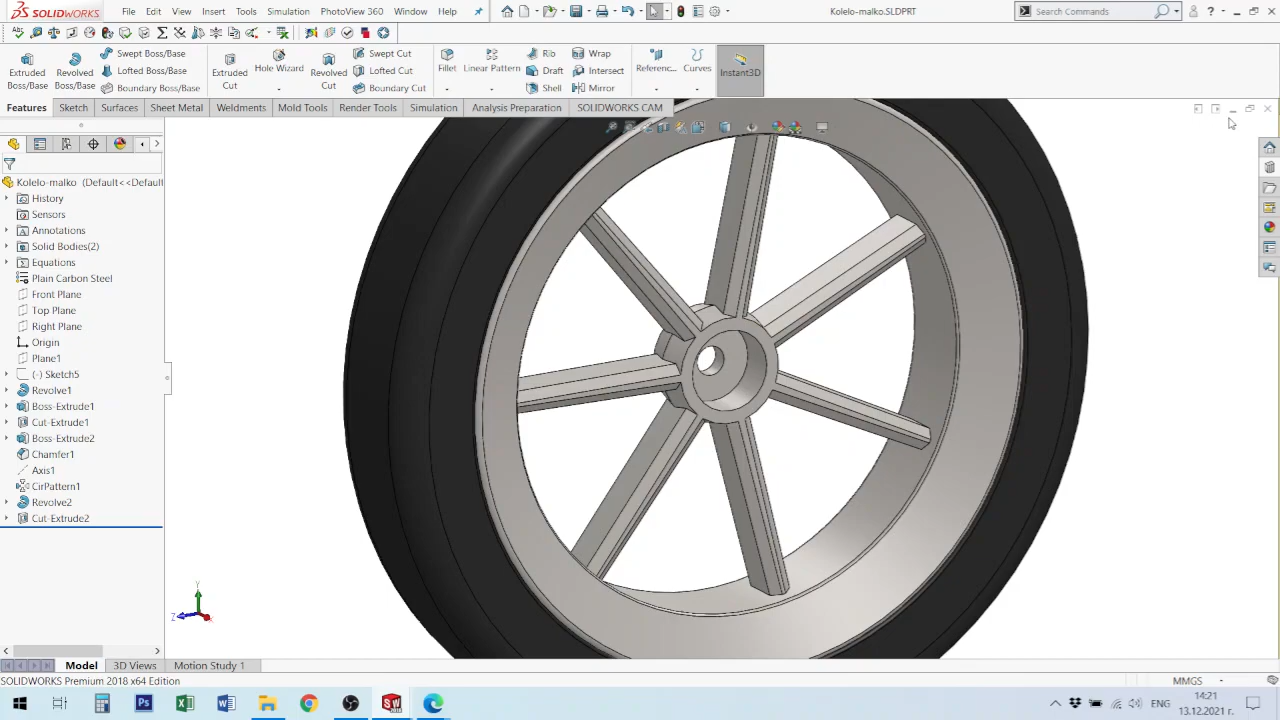 SOLIDWORKS File Edit View Insert Tools Simulation PhotoView 360 Window Help Kolelo-malko.SLDPRT Search Commands
Extruded Boss/Base
Revolved Boss/Base
Swept Boss/Base
Lofted Boss/Base
Boundary Boss/Base
Extruded Cut
Hole Wizard
Revolved Cut
Swept Cut
Lofted Cut
Boundary Cut
Fillet
Linear Pattern
Rib
Draft
Shell
Wrap
Intersect
Mirror
Referenc...
Curves
Instant3D
Features Sketch Surfaces Sheet Metal Weldments Mold Tools Render Tools Simulation Analysis Preparation SOLIDWORKS CAM
Kolelo-malko (Default<<Default
History
Sensors
Annotations
Solid Bodies(2)
Equations
Plain Carbon Steel
Front Plane
Top Plane
Right Plane
Origin
Plane1
(-) Sketch5
Revolve1
Boss-Extrude1
Cut-Extrude1
Boss-Extrude2
Chamfer1
Axis1
CirPattern1
Revolve2
Cut-Extrude2
Y
Z
Model 3D Views Motion Study 1
SOLIDWORKS Premium 2018 x64 Edition MMGS
ЕНГ
14:21
13.12.2021 г.